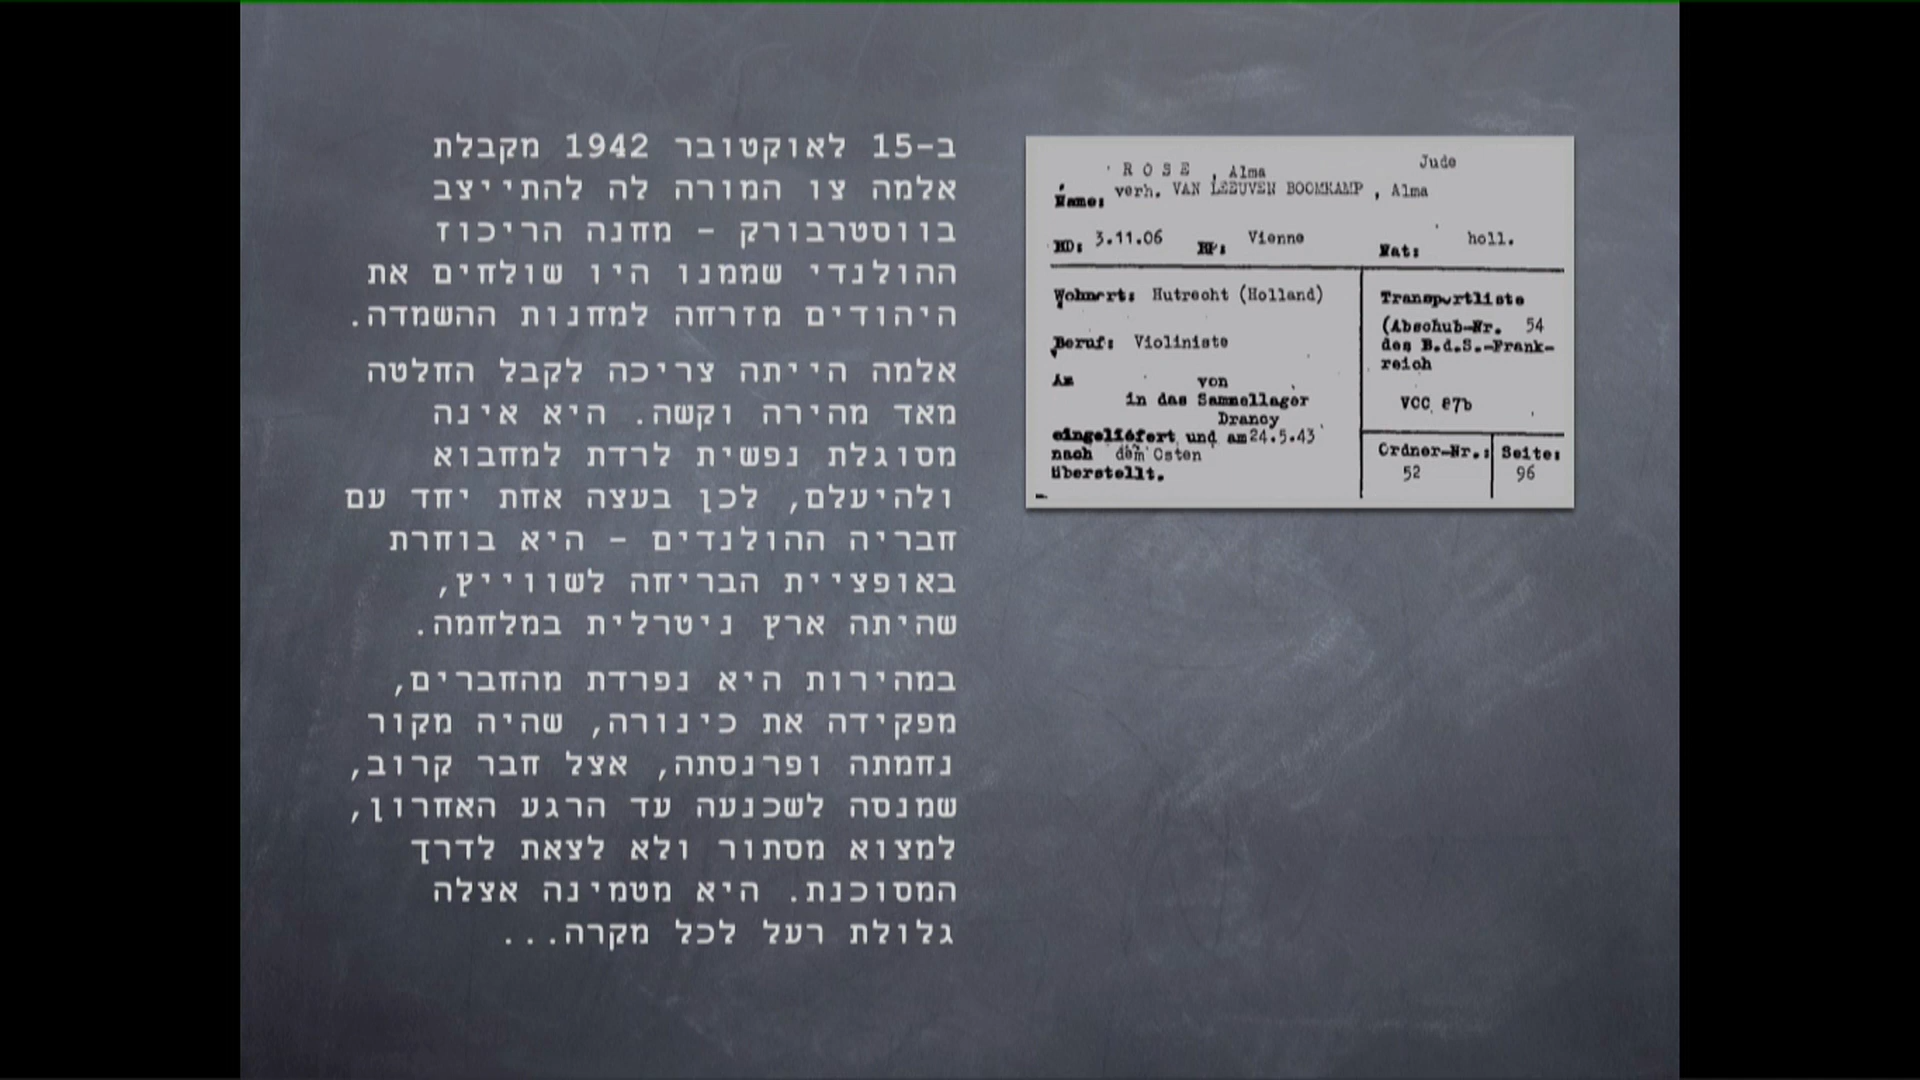 ב-15 לאוקטובר 1942 מקבלת
אלמה צו המורה לה להתייצב
בווסטרבורק - מחנה הריכוז
ההולנדי שממנו היו שולחים את
היהודים מזרחה למחנות ההשמדה.
אלמה הייתה צריכה לקבל החלטה
מאד מהירה וקשה. היא אינה
מסוגלת נפשית לרדת למחבוא
ולהיעלם, לכן בעצה אחת יחד עם
חבריה ההולנדים - היא בוחרת
באופציית הבריחה לשווייץ,
שהיתה ארץ ניטרלית במלחמה.
במהירות היא נפרדת מהחברים,
מפקידה את כינורה, שהיה מקור
נחמתה ופרנסתה, אצל חבר קרוב,
שמנסה לשכנעה עד הרגע האחרון,
למצוא מסתור ולא לצאת לדרך
המסוכנת. היא מטמינה אצלה
גלולת רעל לכל מקרה...
Jude
ROSE , Alma
verh. VAN LEEUVEN BOOMKAMP , Alma
Name:
ND: 3.11.06 NP: Vienne Nat: holl.
Wohnort: Hutrecht (Holland)
Beruf: Violiniste
Am von
in das Sammellager
Drancy
eingeliefert und am 24.5.43
nach dem Osten
überstellt.
Transportliste
(Abschub-Nr. 54
des B.d.S.-Frank-
reich
VCC 87b
Ordner-Nr.: Seite:
52 96